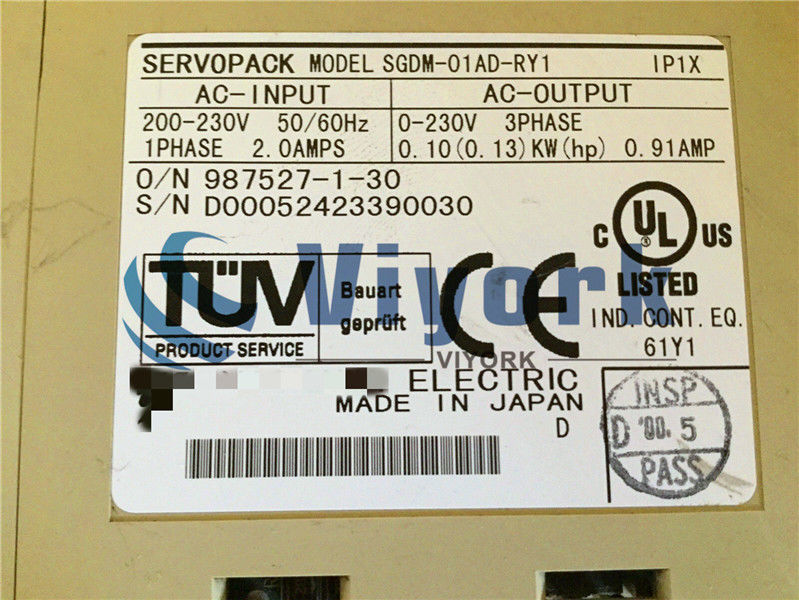 SERVOPACK MODEL SGDM-01AD-RY1 IP1X
AC-INPUT AC-OUTPUT
200-230V 50/60Hz 0-230V 3PHASE
1PHASE 2.0AMPS 0.10(0.13)KW(hp) 0.91AMP
O/N 987527-1-30
S/N D00052423390030
C UL US
LISTED
IND. CONT. EQ.
61Y1
TÜV
PRODUCT SERVICE
Bauart
geprüft
CE
Viyork
VIYORK
ELECTRIC
MADE IN JAPAN
D
INSP
D '00. 5
PASS